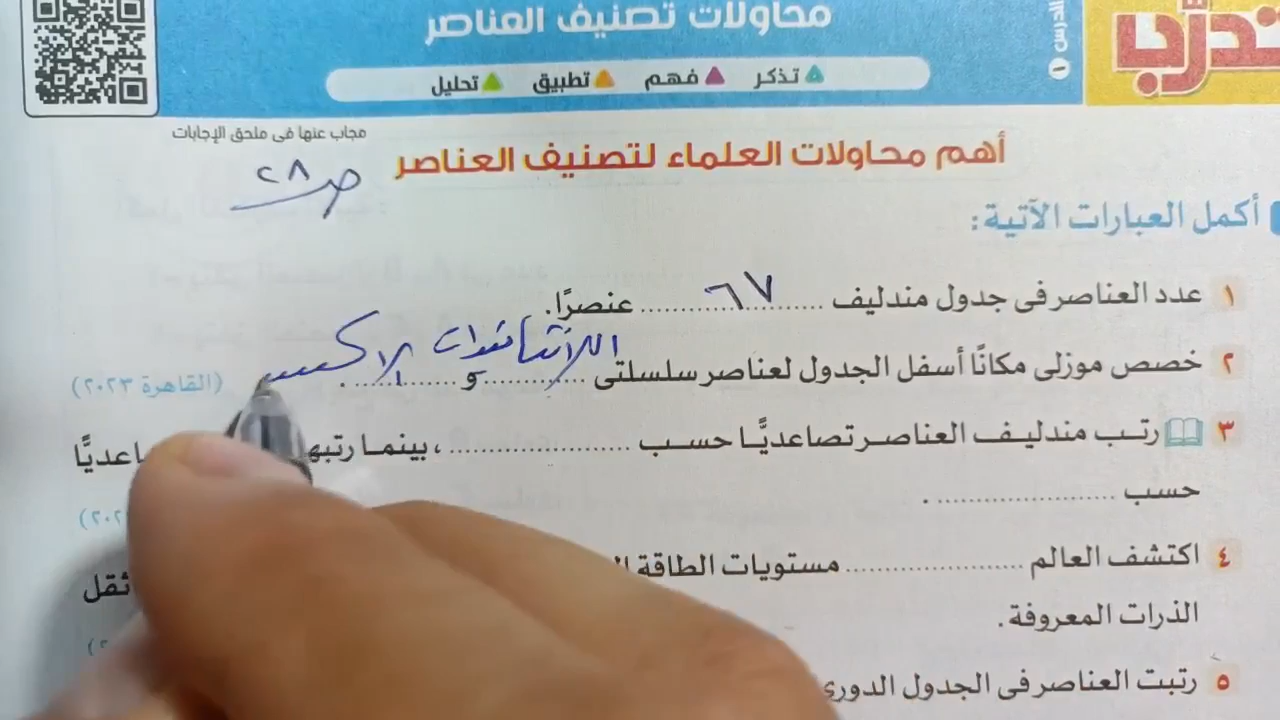 تدرَّب
الدرس ١
محاولات تصنيف العناصر
تذكر فهم تطبيق تحليل
مجاب عنها فى ملحق الإجابات
أهم محاولات العلماء لتصنيف العناصر
ص ٢٨
أكمل العبارات الآتية:
١ عدد العناصر فى جدول مندليف ٦٧ عنصرًا.
٢ خصص موزلى مكانًا أسفل الجدول لعناصر سلسلتى اللانثانيدات و (القاهرة ٢٠٢٣)
٣ رتب مندليف العناصر تصاعديًّا حسب ............ ، بينما رتبها
حسب ............ .
٤ اكتشف العالم ............ مستويات الطاقة
الذرات المعروفة.
٥ رتبت العناصر فى الجدول الدورى